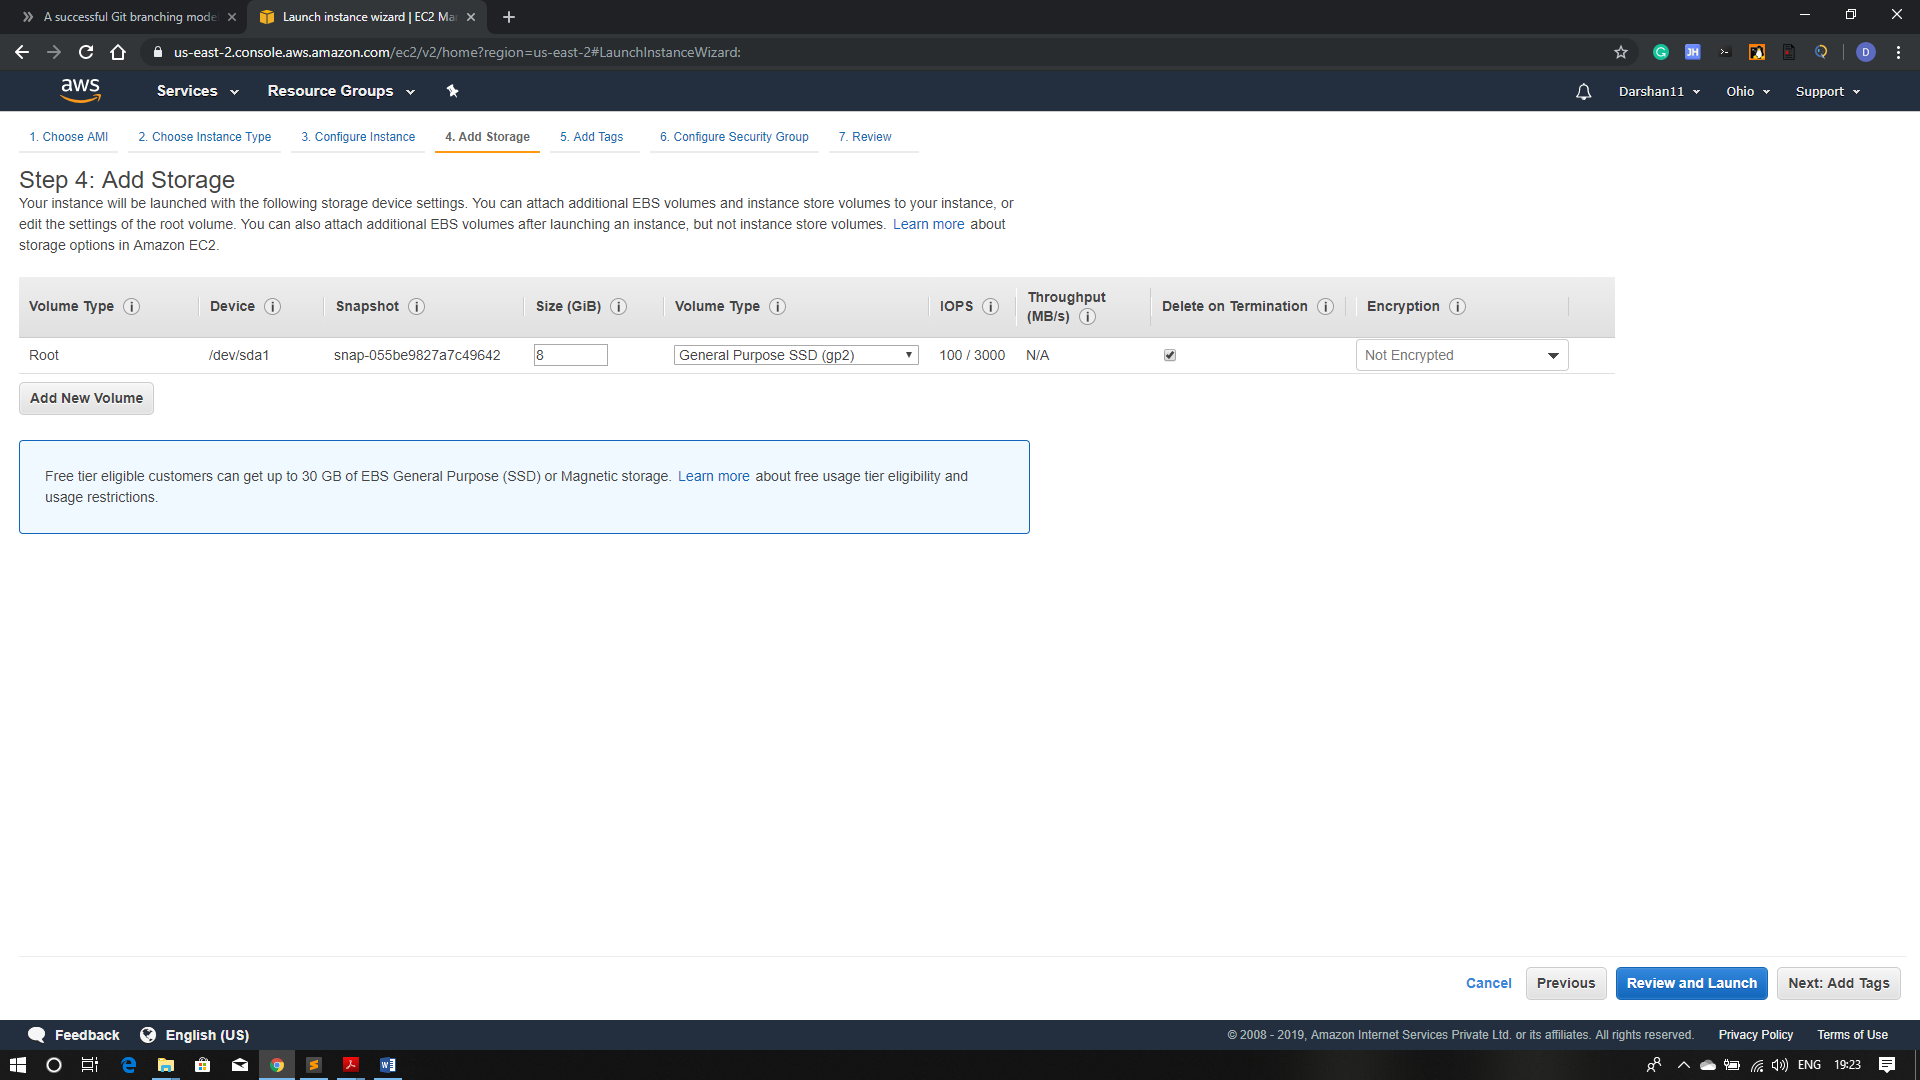 A successful Git branching mode
Launch instance wizard | EC2 Ma
us-east-2.console.aws.amazon.com/ec2/v2/home?region=us-east-2#LaunchInstanceWizard:
JH
D
aws
Services
Resource Groups
Darshan11
Ohio
Support
1. Choose AMI
2. Choose Instance Type
3. Configure Instance
4. Add Storage
5. Add Tags
6. Configure Security Group
7. Review
Step 4: Add Storage
Your instance will be launched with the following storage device settings. You can attach additional EBS volumes and instance store volumes to your instance, or
edit the settings of the root volume. You can also attach additional EBS volumes after launching an instance, but not instance store volumes. Learn more about
storage options in Amazon EC2.
Volume Type
Device
Snapshot
Size (GiB)
Volume Type
IOPS
Throughput
(MB/s)
Delete on Termination
Encryption
Root
/dev/sda1
snap-055be9827a7c49642
8
General Purpose SSD (gp2)
100 / 3000
N/A
Not Encrypted
Add New Volume
Free tier eligible customers can get up to 30 GB of EBS General Purpose (SSD) or Magnetic storage. Learn more about free usage tier eligibility and
usage restrictions.
Cancel
Previous
Review and Launch
Next: Add Tags
Feedback
English (US)
© 2008 - 2019, Amazon Internet Services Private Ltd. or its affiliates. All rights reserved.
Privacy Policy
Terms of Use
ENG
19:23